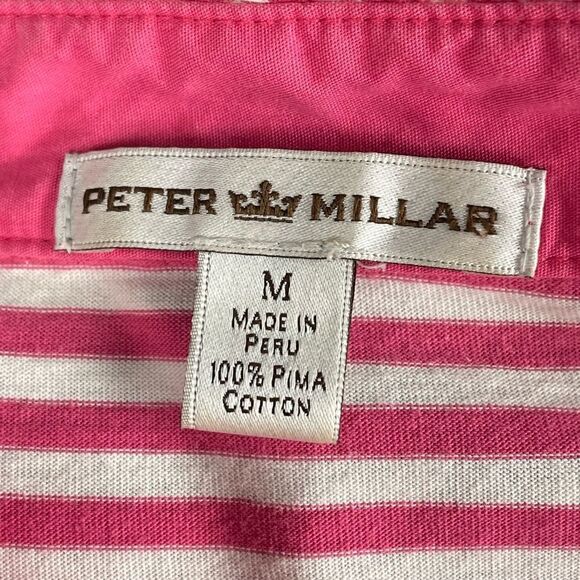 PETER MILLAR
M
MADE IN
PERU
100% PIMA
COTTON